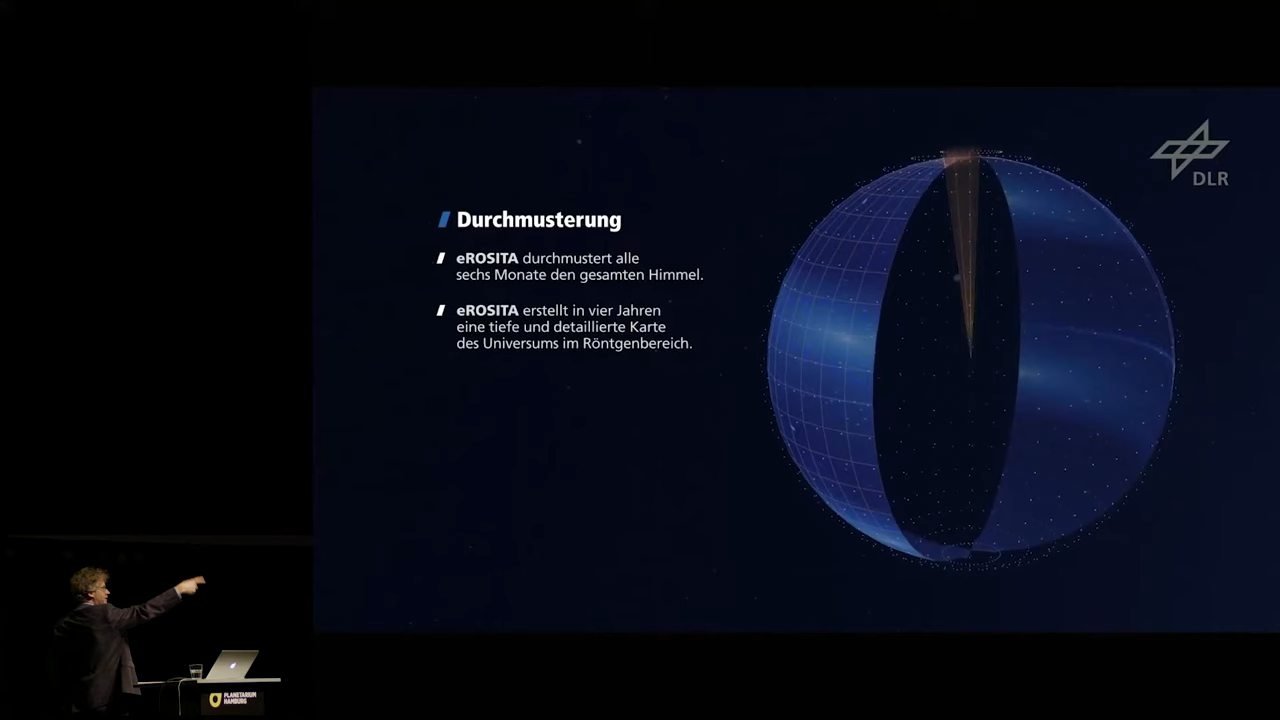 Durchmusterung
eROSITA durchmustert alle
sechs Monate den gesamten Himmel.
eROSITA erstellt in vier Jahren
eine tiefe und detaillierte Karte
des Universums im Röntgenbereich.
DLR
PLANETARIUM
HAMBURG